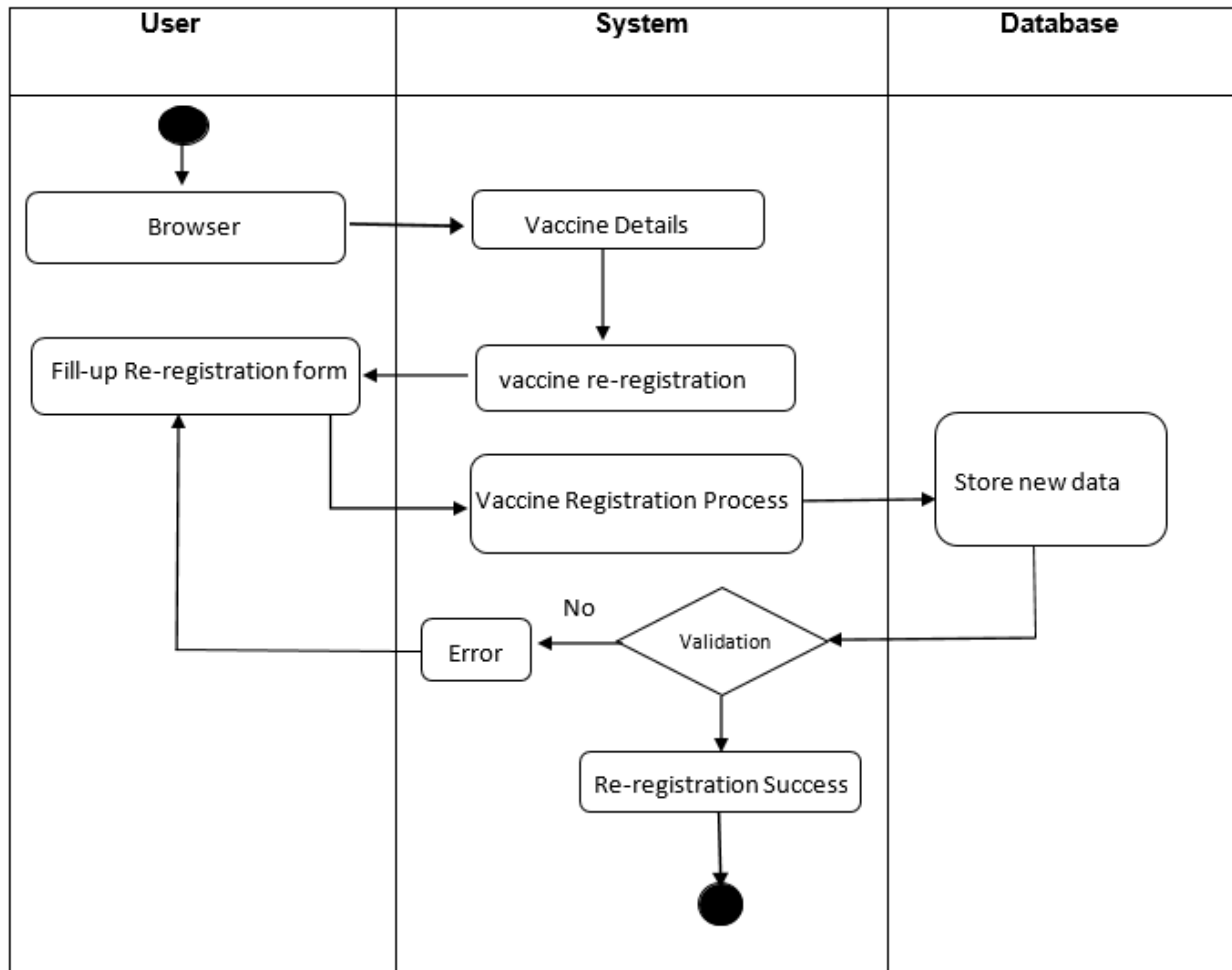 User
System
Database
Browser
Vaccine Details
Fill-up Re-registration form
vaccine re-registration
Vaccine Registration Process
Store new data
No
Validation
Error
Re-registration Success